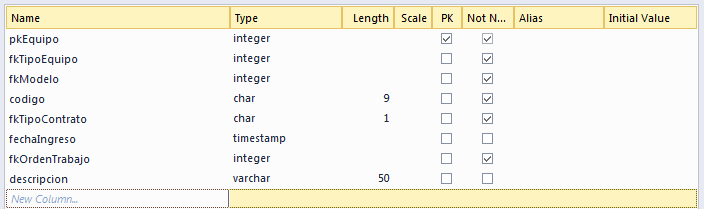 Name Type Length Scale PK Not N... Alias Initial Value
pkEquipo integer
fkTipoEquipo integer
fkModelo integer
codigo char 9
fkTipoContrato char 1
fechaIngreso timestamp
fkOrdenTrabajo integer
descripcion varchar 50
New Column...